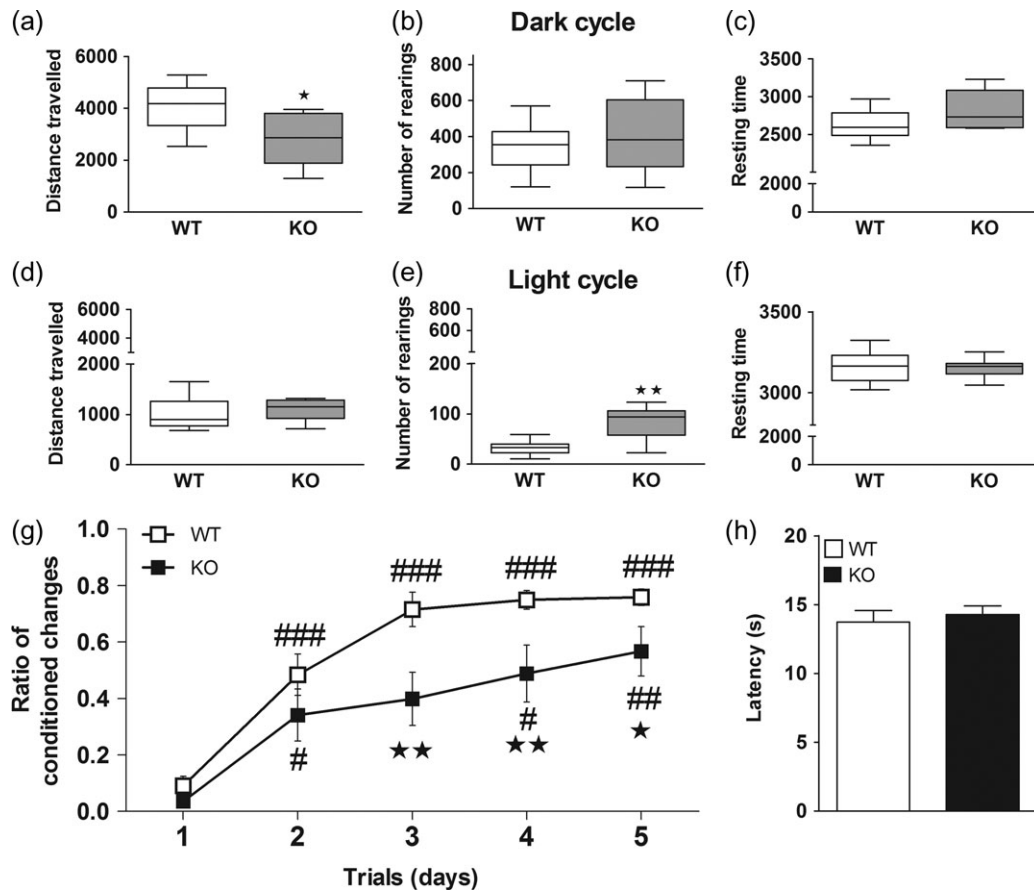 (a)
Distance travelled
6000
4000
2000
0
★
WT
KO
(b)
Dark cycle
Number of rearings
800
600
400
200
0
WT
KO
(c)
Resting time
3500
3000
2500
2000
0
WT
KO
(d)
Distance travelled
6000
4000
2000
1000
0
WT
KO
(e)
Light cycle
Number of rearings
800
600
200
100
0
★★
WT
KO
(f)
Resting time
3500
3000
2000
0
WT
KO
(g)
Ratio of
conditioned changes
1.0
0.8
0.6
0.4
0.2
0.0
WT
KO
###
###
###
###
#
#
##
★★
★★
★
1 2 3 4 5
Trials (days)
(h)
Latency (s)
20
15
10
5
0
WT
KO